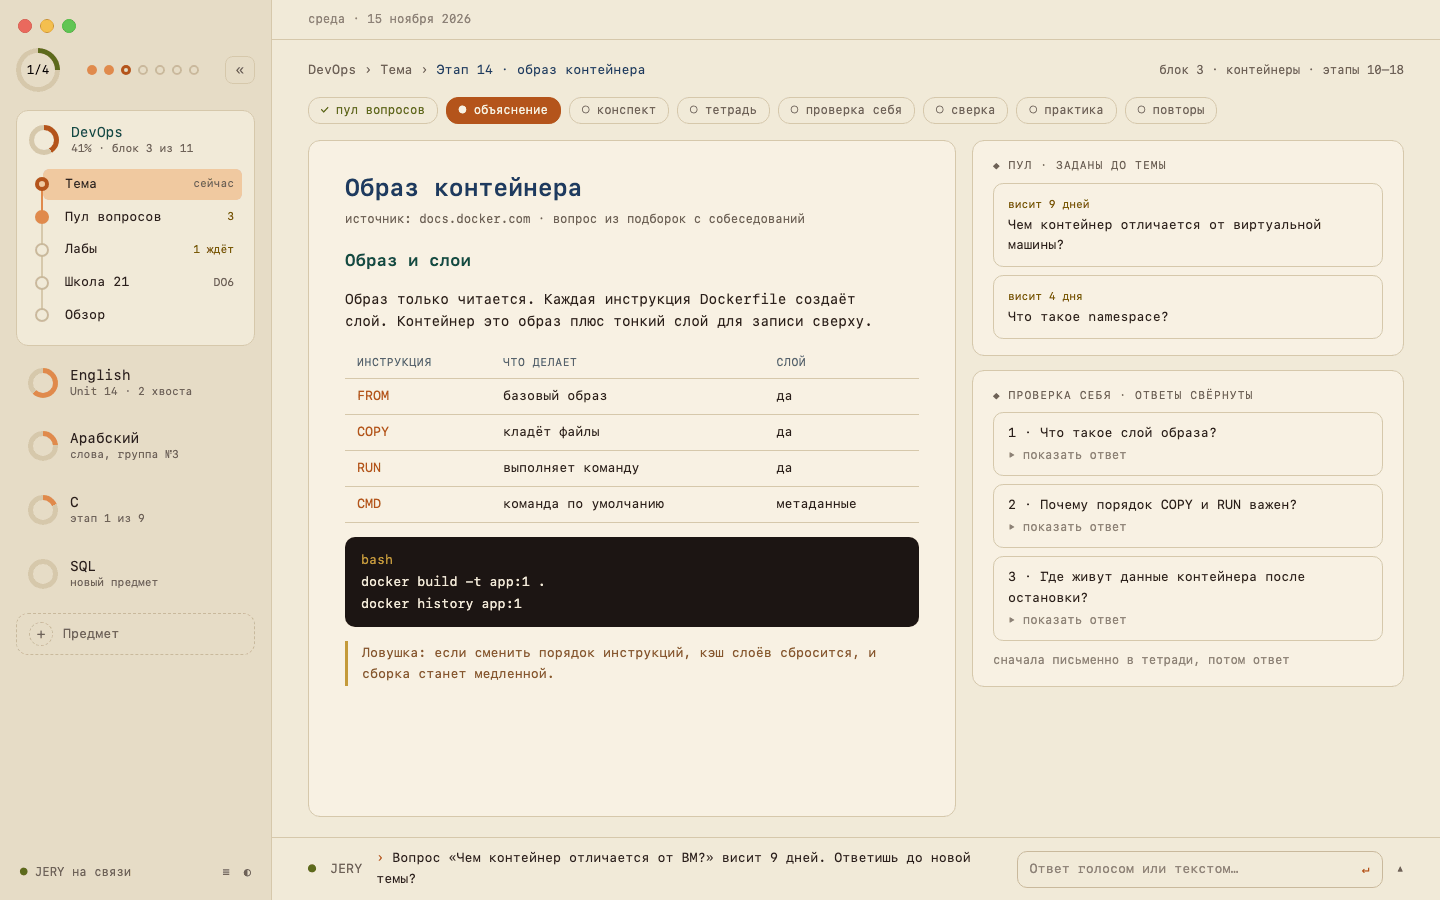 1/4
«
DevOps
41% · блок 3 из 11
Тема сейчас
Пул вопросов 3
Лабы 1 ждёт
Школа 21 DO6
Обзор
English
Unit 14 · 2 хвоста
Арабский
слова, группа №3
C
этап 1 из 9
SQL
новый предмет
+ Предмет
JERY на связи
среда · 15 ноября 2026
DevOps › Тема › Этап 14 · образ контейнера
блок 3 · контейнеры · этапы 10–18
✓ пул вопросов
объяснение
конспект
тетрадь
проверка себя
сверка
практика
повторы
Образ контейнера
источник: docs.docker.com · вопрос из подборок с собеседований
Образ и слои
Образ только читается. Каждая инструкция Dockerfile создаёт
слой. Контейнер это образ плюс тонкий слой для записи сверху.
ИНСТРУКЦИЯ ЧТО ДЕЛАЕТ СЛОЙ
FROM базовый образ да
COPY кладёт файлы да
RUN выполняет команду да
CMD команда по умолчанию метаданные
bash
docker build -t app:1 .
docker history app:1
Ловушка: если сменить порядок инструкций, кэш слоёв сбросится, и
сборка станет медленной.
◆ ПУЛ · ЗАДАНЫ ДО ТЕМЫ
висит 9 дней
Чем контейнер отличается от виртуальной
машины?
висит 4 дня
Что такое namespace?
◆ ПРОВЕРКА СЕБЯ · ОТВЕТЫ СВЁРНУТЫ
1 · Что такое слой образа?
▸ показать ответ
2 · Почему порядок COPY и RUN важен?
▸ показать ответ
3 · Где живут данные контейнера после
остановки?
▸ показать ответ
сначала письменно в тетради, потом ответ
JERY
› Вопрос «Чем контейнер отличается от ВМ?» висит 9 дней. Ответишь до новой
темы?
Ответ голосом или текстом… ↵